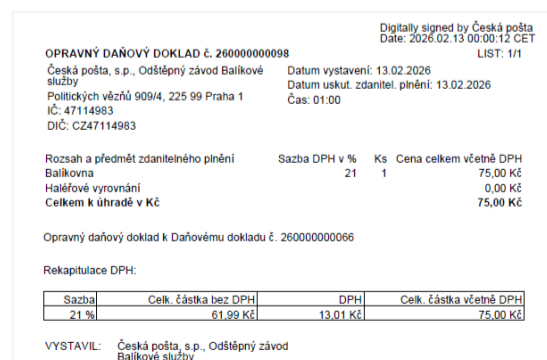 Digitally signed by Česká pošta
Date: 2026.02.13 00:00:12 CET
OPRAVNÝ DAŇOVÝ DOKLAD č. 260000000098 LIST: 1/1
Česká pošta, s.p., Odštěpný závod Balíkové služby
Politických vězňů 909/4, 225 99 Praha 1
IČ: 47114983
DIČ: CZ47114983
Datum vystavení: 13.02.2026
Datum uskut. zdanitel. plnění: 13.02.2026
Čas: 01:00
Rozsah a předmět zdanitelného plnění Sazba DPH v % Ks Cena celkem včetně DPH
Balíkovna 21 1 75,00 Kč
Haléřové vyrovnání 0,00 Kč
Celkem k úhradě v Kč 75,00 Kč
Opravný daňový doklad k Daňovému dokladu č. 260000000066
Rekapitulace DPH:
Sazba Celk. částka bez DPH DPH Celk. částka včetně DPH
21 % 61,99 Kč 13,01 Kč 75,00 Kč
VYSTAVIL: Česká pošta, s.p., Odštěpný závod
Balíkové služby